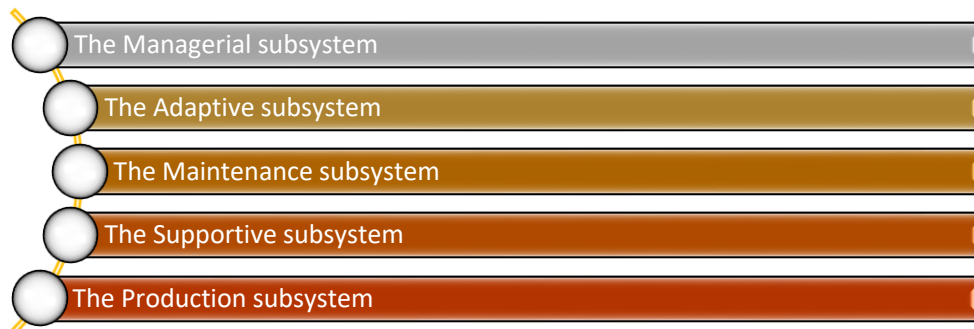 The Managerial subsystem
The Adaptive subsystem
The Maintenance subsystem
The Supportive subsystem
The Production subsystem